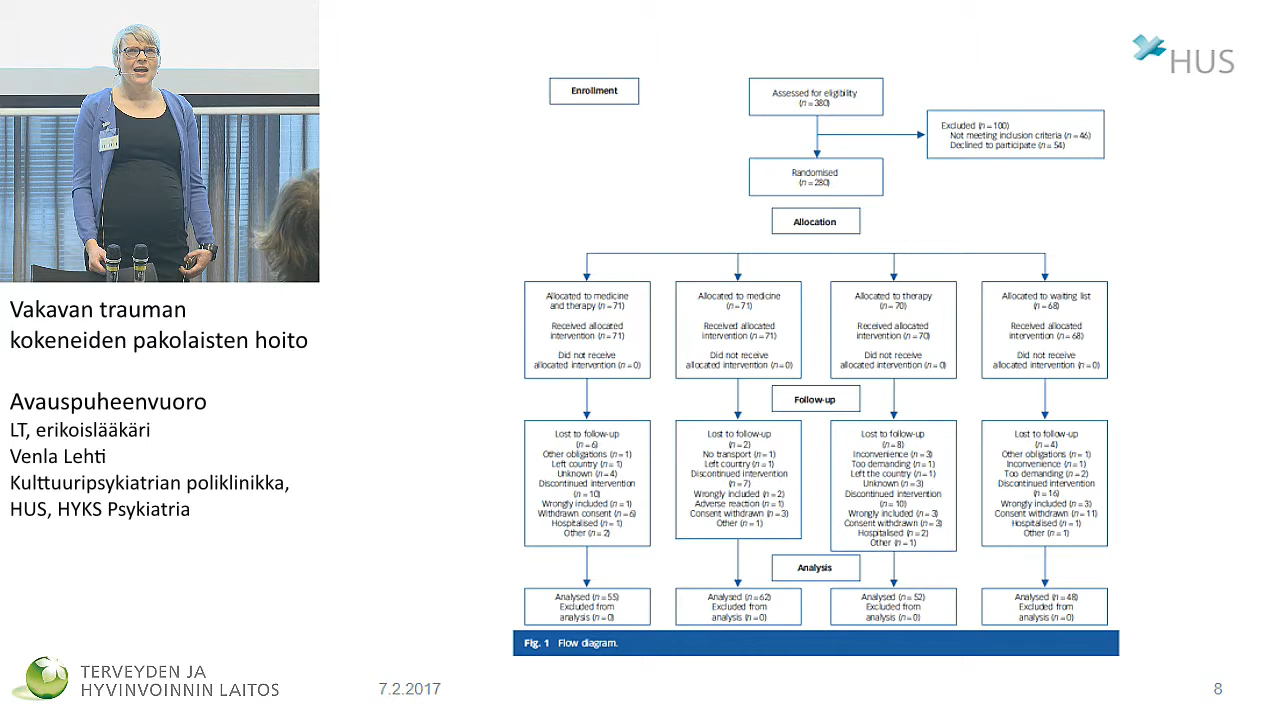 HUS
Enrollment
Assessed for eligibility
(n = 380)
Excluded (n = 100)
Not meeting inclusion criteria (n = 46)
Declined to participate (n = 54)
Randomised
(n = 280)
Allocation
Allocated to medicine
and therapy (n = 71)
Received allocated
intervention (n = 71)
Did not receive
allocated intervention (n = 0)
Allocated to medicine
(n = 71)
Received allocated
intervention (n = 71)
Did not receive
allocated intervention (n = 0)
Allocated to therapy
(n = 70)
Received allocated
intervention (n = 70)
Did not receive
allocated intervention (n = 0)
Allocated to waiting list
(n = 68)
Received allocated
intervention (n = 68)
Did not receive
allocated intervention (n = 0)
Follow-up
Lost to follow-up
(n = 6)
Other obligations (n = 1)
Left country (n = 1)
Unknown (n = 4)
Discontinued intervention
(n = 10)
Wrongly included (n = 1)
Withdrawn consent (n = 6)
Hospitalised (n = 1)
Other (n = 2)
Lost to follow-up
(n = 2)
No transport (n = 1)
Left country (n = 1)
Discontinued intervention
(n = 7)
Wrongly included (n = 2)
Adverse reaction (n = 1)
Consent withdrawn (n = 3)
Other (n = 1)
Lost to follow-up
(n = 8)
Inconvenience (n = 3)
Too demanding (n = 1)
Left the country (n = 1)
Unknown (n = 3)
Discontinued intervention
(n = 10)
Wrongly included (n = 3)
Consent withdrawn (n = 3)
Hospitalised (n = 2)
Other (n = 1)
Lost to follow-up (n = 4)
Other obligations (n = 1)
Inconvenience (n = 1)
Too demanding (n = 2)
Discontinued intervention
(n = 16)
Wrongly included (n = 3)
Consent withdrawn (n = 11)
Hospitalised (n = 1)
Other (n = 1)
Analysis
Analysed (n = 55)
Excluded from
analysis (n = 0)
Analysed (n = 62)
Excluded from
analysis (n = 0)
Analysed (n = 52)
Excluded from
analysis (n = 0)
Analysed (n = 48)
Excluded from
analysis (n = 0)
Fig. 1 Flow diagram.
Vakavan trauman
kokeneiden pakolaisten hoito
Avauspuheenvuoro
LT, erikoislääkäri
Venla Lehti
Kulttuuripsykiatrian poliklinikka,
HUS, HYKS Psykiatria
TERVEYDEN JA
HYVINVOINNIN LAITOS
7.2.2017
8